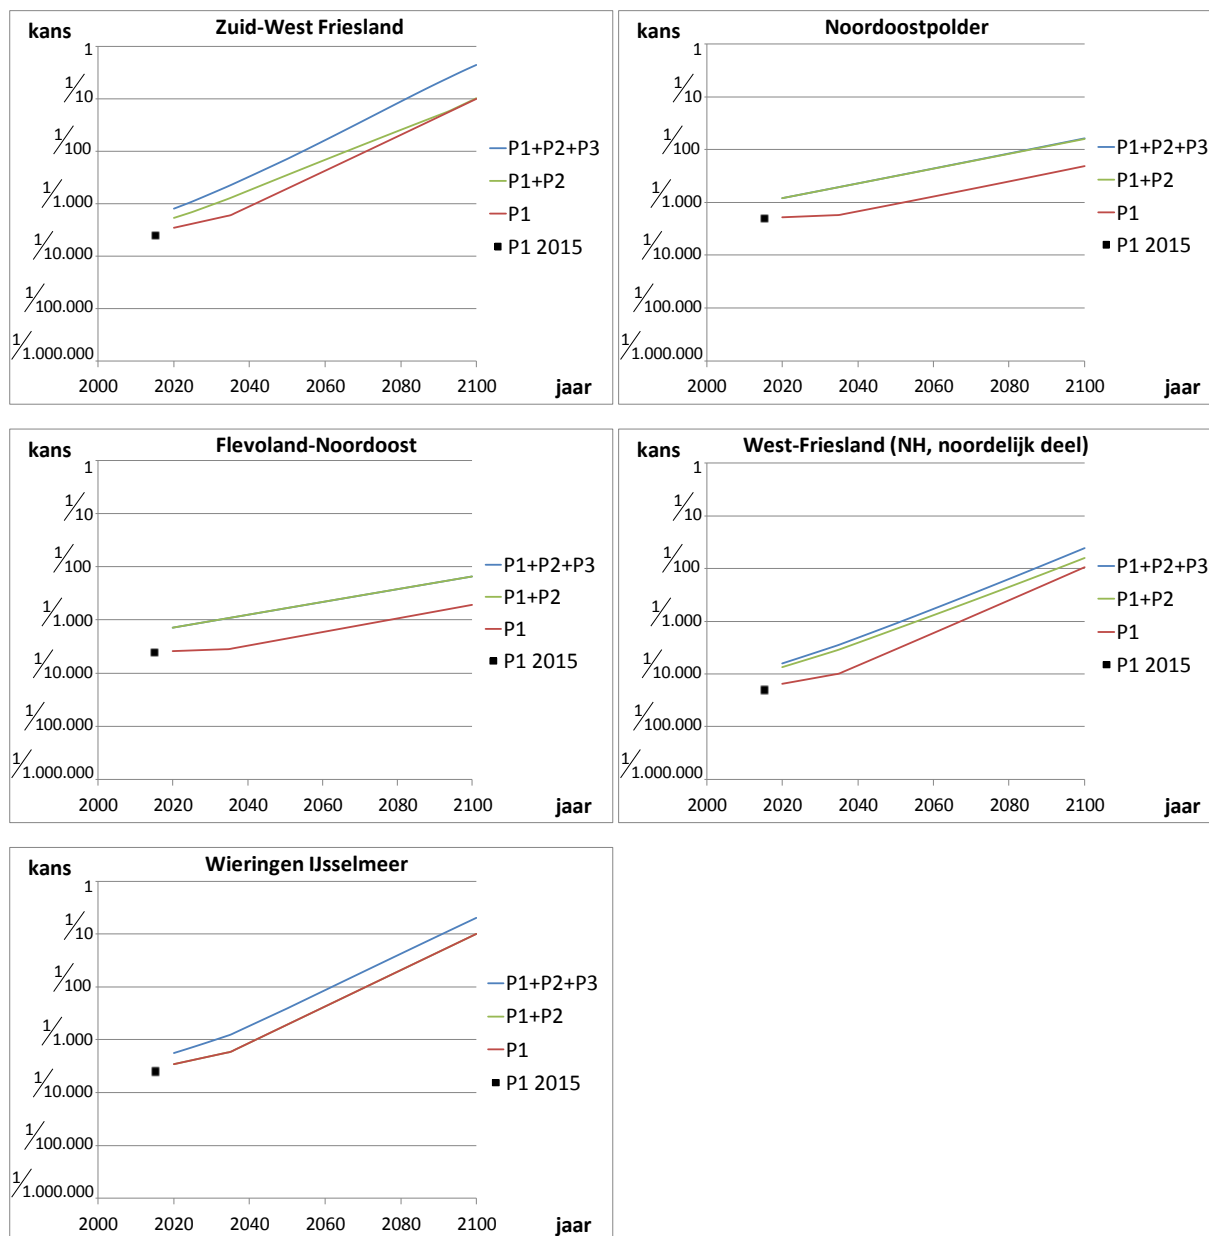 Zuid-West Friesland
kans
1
1/10
1/100
1/1.000
1/10.000
1/100.000
1/1.000.000
2000 2020 2040 2060 2080 2100 jaar
P1+P2+P3
P1+P2
P1
P1 2015
Noordoostpolder
kans
1
1/10
1/100
1/1.000
1/10.000
1/100.000
1/1.000.000
2000 2020 2040 2060 2080 2100 jaar
P1+P2+P3
P1+P2
P1
P1 2015
Flevoland-Noordoost
kans
1
1/10
1/100
1/1.000
1/10.000
1/100.000
1/1.000.000
2000 2020 2040 2060 2080 2100 jaar
P1+P2+P3
P1+P2
P1
P1 2015
West-Friesland (NH, noordelijk deel)
kans
1
1/10
1/100
1/1.000
1/10.000
1/100.000
1/1.000.000
2000 2020 2040 2060 2080 2100 jaar
P1+P2+P3
P1+P2
P1
P1 2015
Wieringen IJsselmeer
kans
1
1/10
1/100
1/1.000
1/10.000
1/100.000
1/1.000.000
2000 2020 2040 2060 2080 2100 jaar
P1+P2+P3
P1+P2
P1
P1 2015